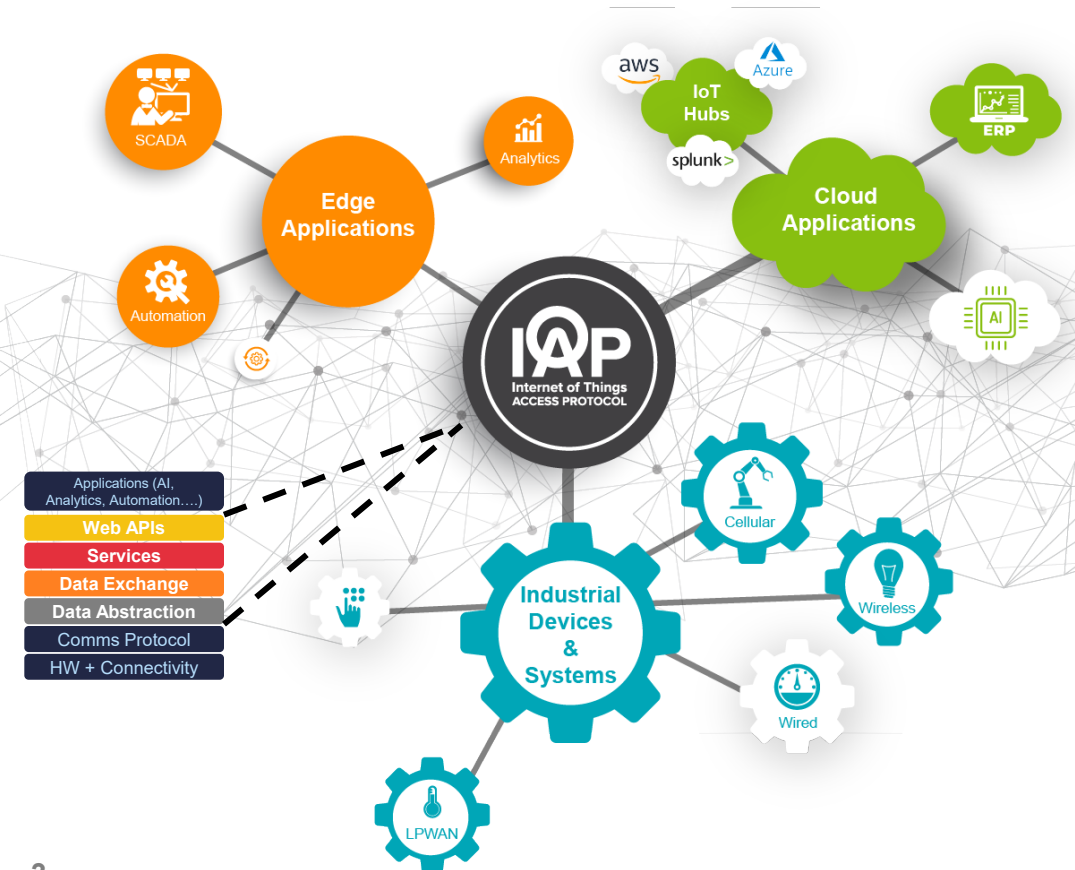 SCADA
Analytics
Edge
Applications
Automation
aws
Azure
IoT
Hubs
splunk>
ERP
Cloud
Applications
AI
IOAP
Internet of Things
ACCESS PROTOCOL
Applications (AI,
Analytics, Automation....)
Web APIs
Services
Data Exchange
Data Abstraction
Comms Protocol
HW + Connectivity
Cellular
Wireless
Industrial
Devices
&
Systems
Wired
LPWAN